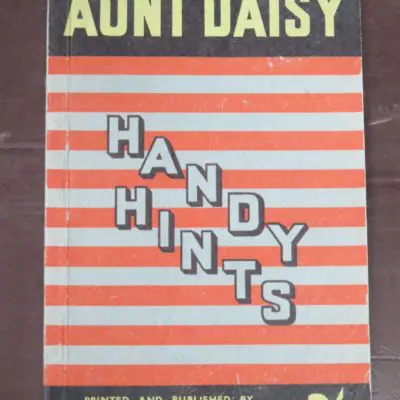 AUNT DAISY
HANDY
HINTS
PRINTED AND PUBLISHED BY